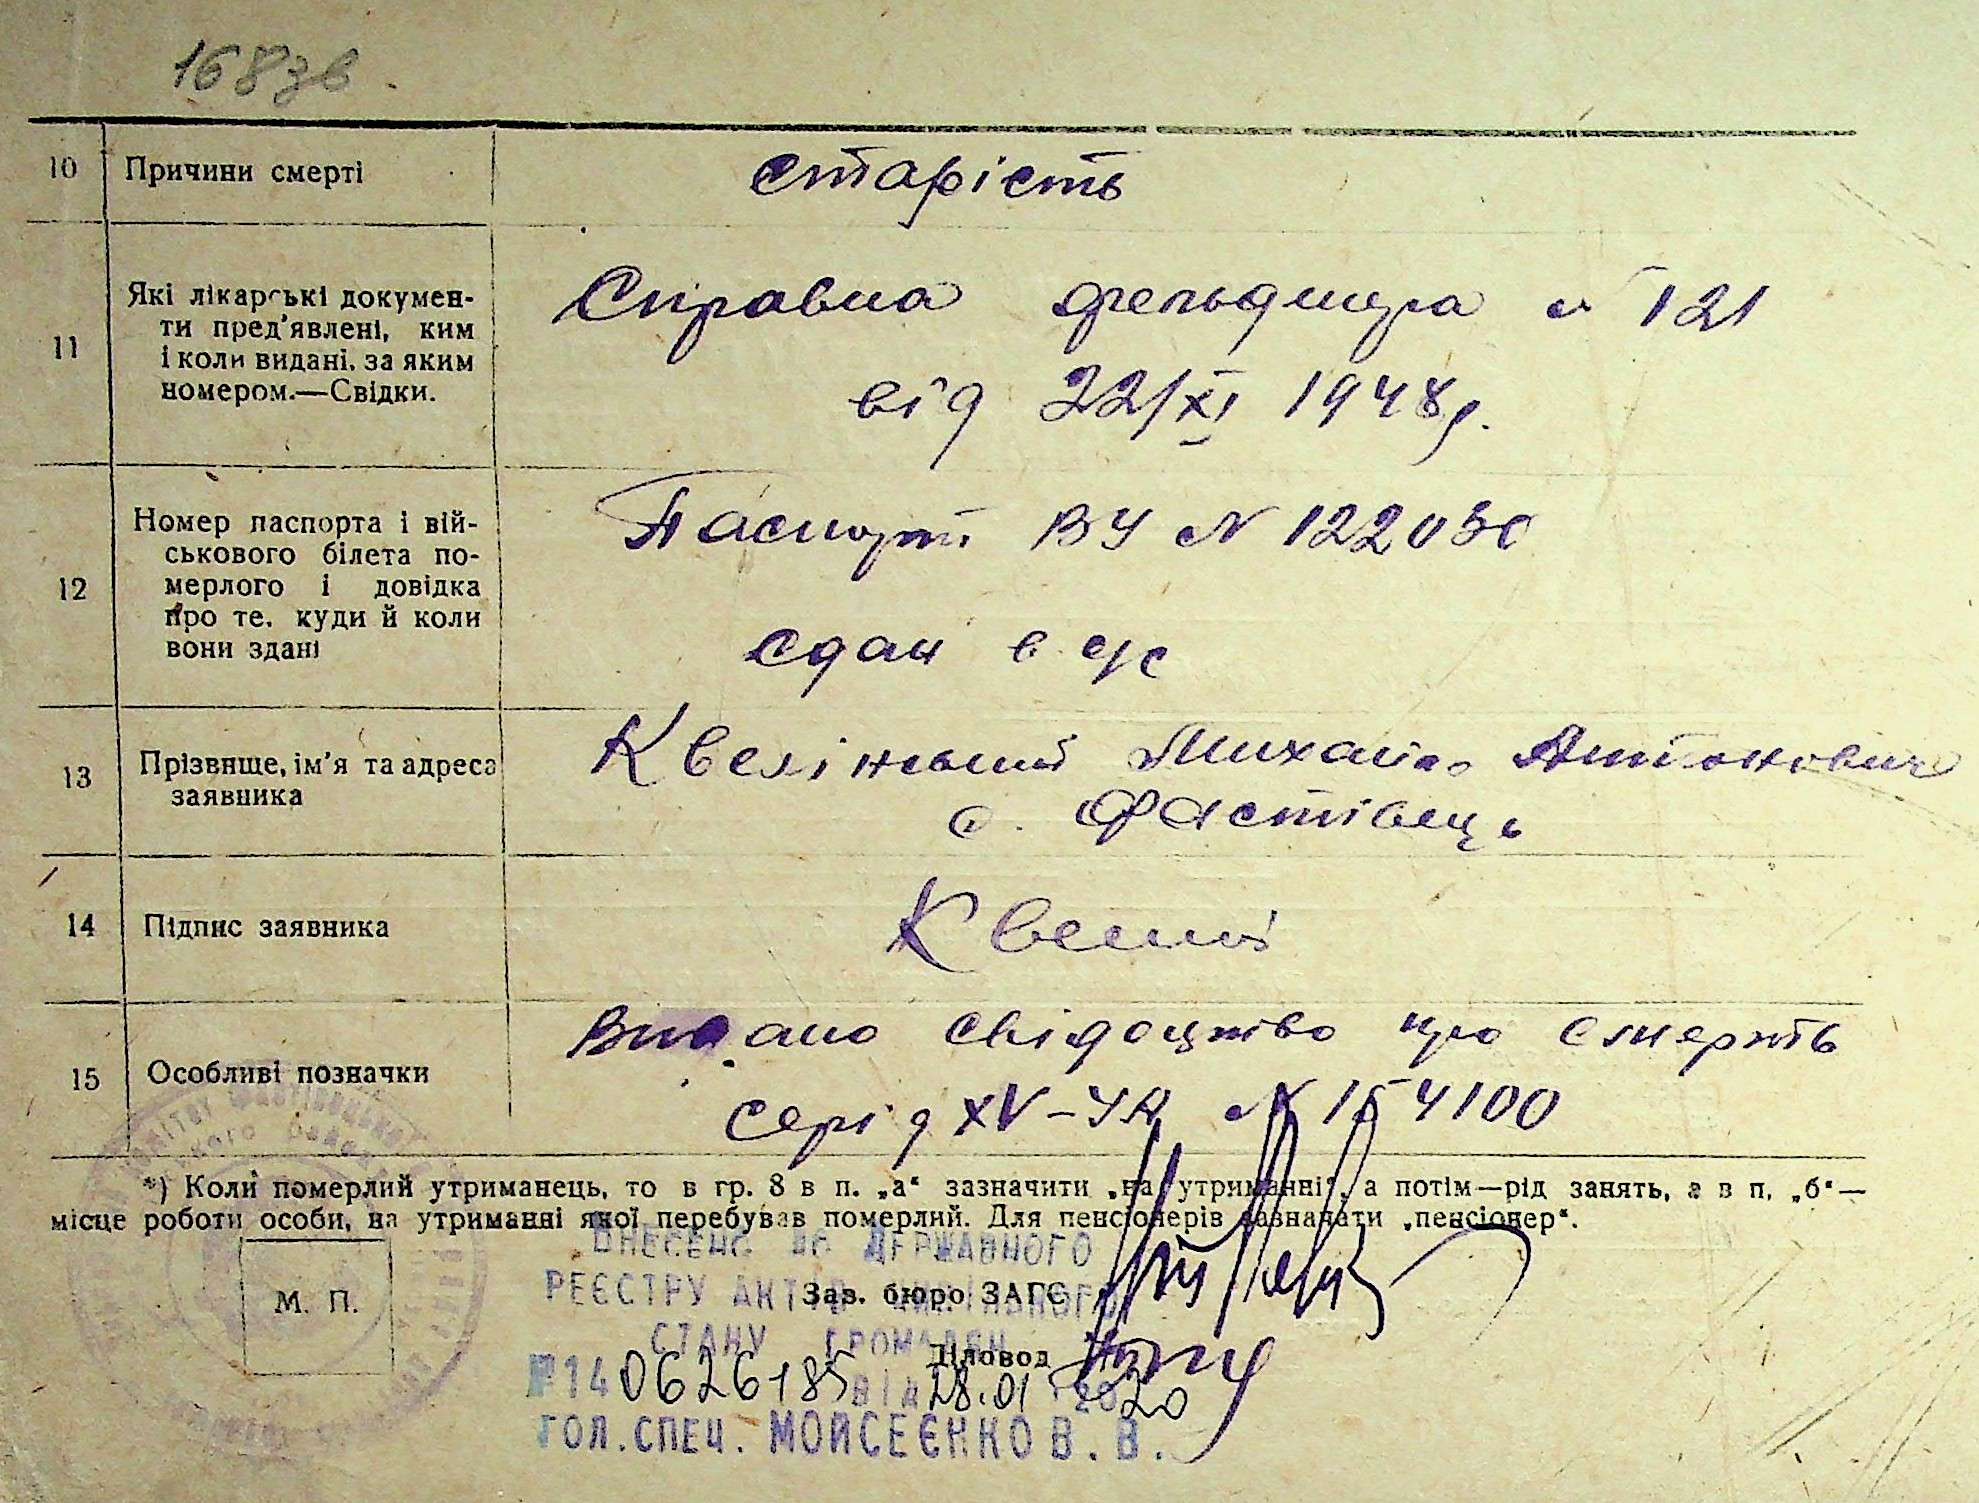 168зв.
10 Причини смерті старість
11 Які лікарські докумен-
ти пред'явлені, ким
і коли видані, за яким
номером.—Свідки.
Справка фельдшера № 121
від 22/XI 1948 р.
12 Номер паспорта і вій-
ськового білета по-
мерлого і довідка
про те, куди й коли
вони здані
Паспорт ВУ № 122030
сдан в с/с
13 Прізвище, ім'я та адреса
заявника
Квелінський Михайло Антонович
с. Фастівець
14 Підпис заявника
15 Особливі позначки
Видано свідоцтво про смерть
серія XV-УА № 154100
*) Коли померлий утриманець, то в гр. 8 в п. „а“ зазначити „на утриманні“, а потім—рід занять, а в п. „б“—
місце роботи особи, на утриманні якої перебував померлий. Для пенсіонерів зазначати „пенсіонер“.
ВНЕСЕНО ДО ДЕРЖАВНОГО
РЕЄСТРУ АКТІВ ЦИВІЛЬНОГО
СТАНУ ГРОМАДЯН
М. П.
Зав. бюро ЗАГС
Діловод
№ 140626185 від 28.01 2020
ГОЛ.СПЕЦ. МОЙСЕЄНКО В.В.